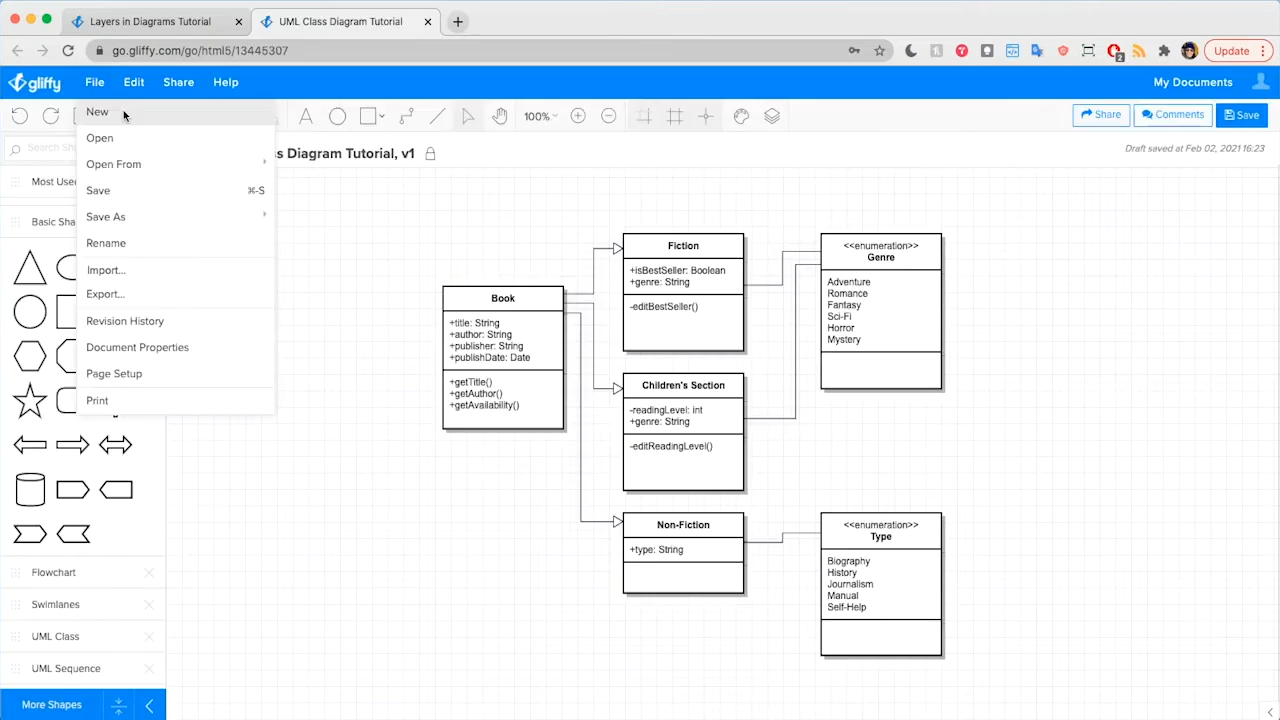 Layers in Diagrams Tutorial
UML Class Diagram Tutorial
go.gliffy.com/go/html5/13445307
2
Update
gliffy
File
Edit
Share
Help
My Documents
100%
Share
Comments
Save
New
Open
Open From
Save
⌘-S
Save As
Rename
Import...
Export...
Revision History
Document Properties
Page Setup
Print
Search Sh
s Diagram Tutorial, v1
Draft saved at Feb 02, 2021 16:23
Most Used
Basic Sha
Flowchart
Swimlanes
UML Class
UML Sequence
More Shapes
Book
+title: String
+author: String
+publisher: String
+publishDate: Date
+getTitle()
+getAuthor()
+getAvailability()
Fiction
+isBestSeller: Boolean
+genre: String
-editBestSeller()
Children's Section
-readingLevel: int
+genre: String
-editReadingLevel()
Non-Fiction
+type: String
<<enumeration>>
Genre
Adventure
Romance
Fantasy
Sci-Fi
Horror
Mystery
<<enumeration>>
Type
Biography
History
Journalism
Manual
Self-Help